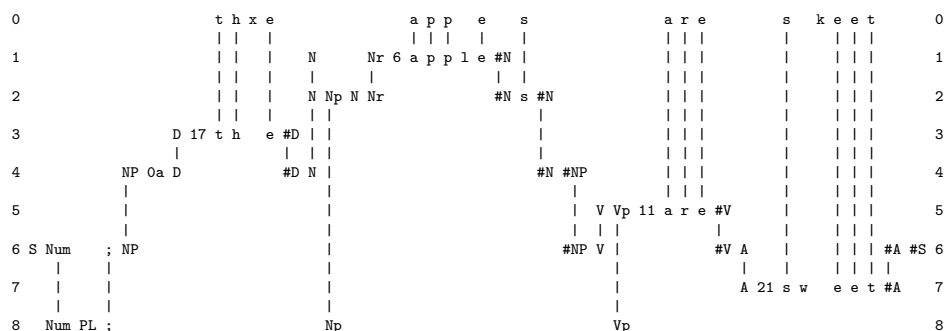 0 t h x e a p p e s a r e s k e e t 0
1 N Nr 6 a p p l e #N 1
2 N Np N Nr #N s #N 2
3 D 17 t h e #D 3
4 NP 0a D #D N #N #NP 4
5 V Vp 11 a r e #V 5
6 S Num ; NP #NP V #V A #A #S 6
7 A 21 s w e e t #A 7
8 Num PL ; Np Vp 8